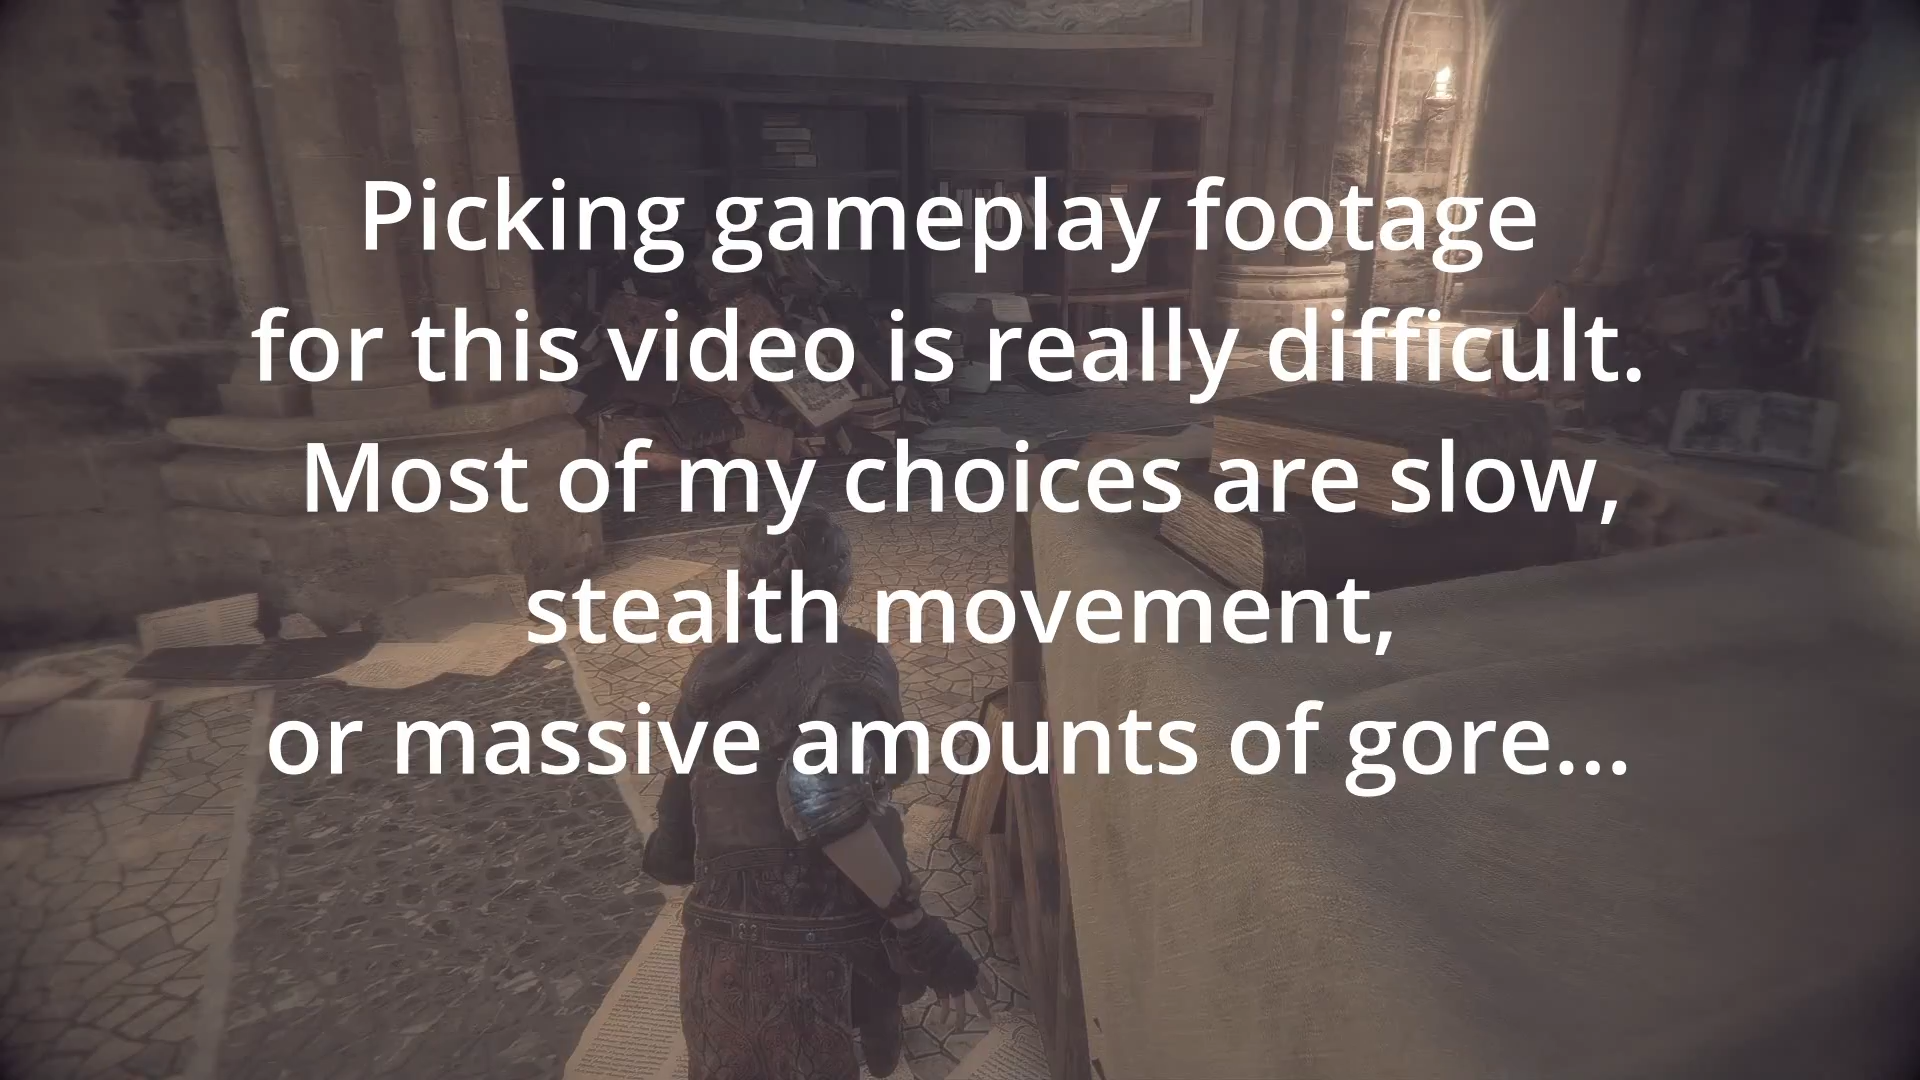 Picking gameplay footage
for this video is really difficult.
Most of my choices are slow,
stealth movement,
or massive amounts of gore...